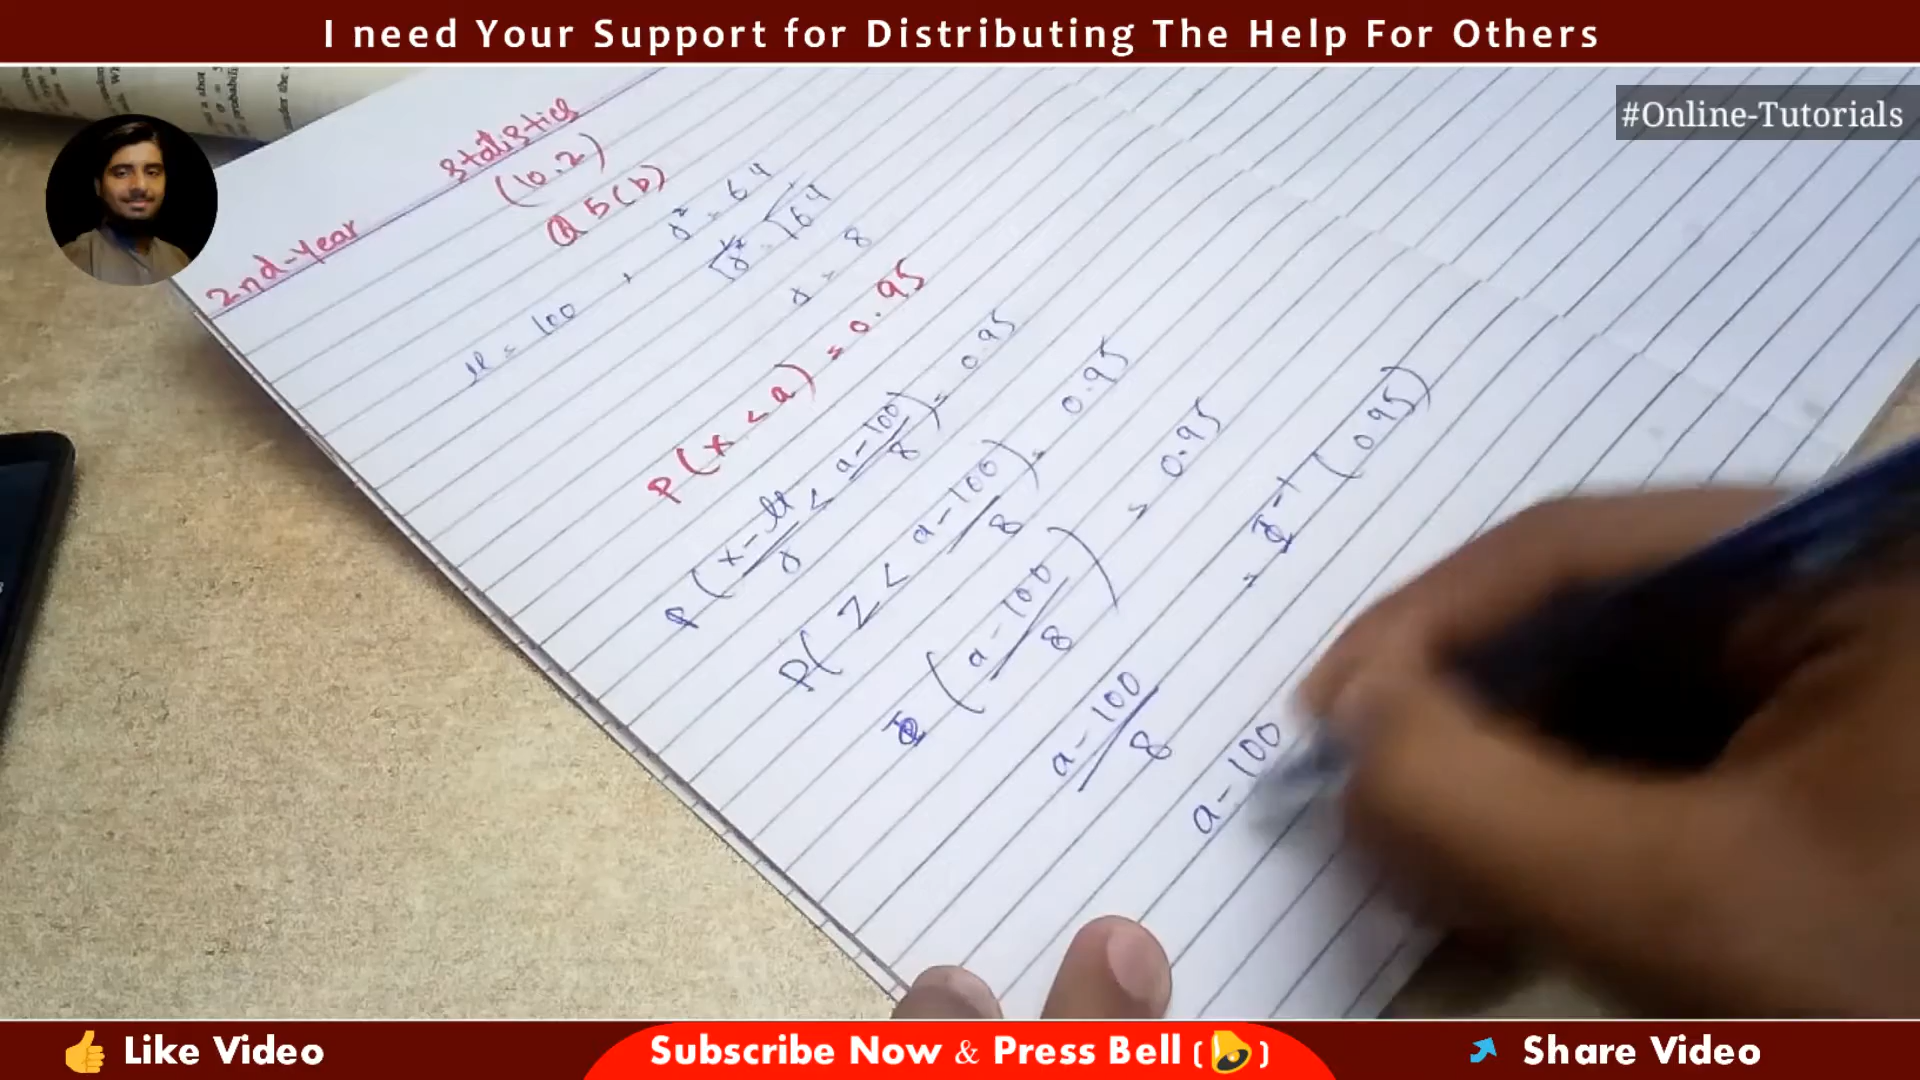 I need Your Support for Distributing The Help For Others
#Online-Tutorials
2nd-year statistics
(10.2)
Q 5(b)
μ = 100 , σ² = 64
√σ² = √64
σ = 8
P(x < a) = 0.95
P(x-μ/σ < a-100/8) = 0.95
P(Z < a-100/8) = 0.95
Φ(a-100/8) = 0.95
a-100/8 = Φ-1(0.95)
a-100
Like Video
Subscribe Now & Press Bell ( )
Share Video